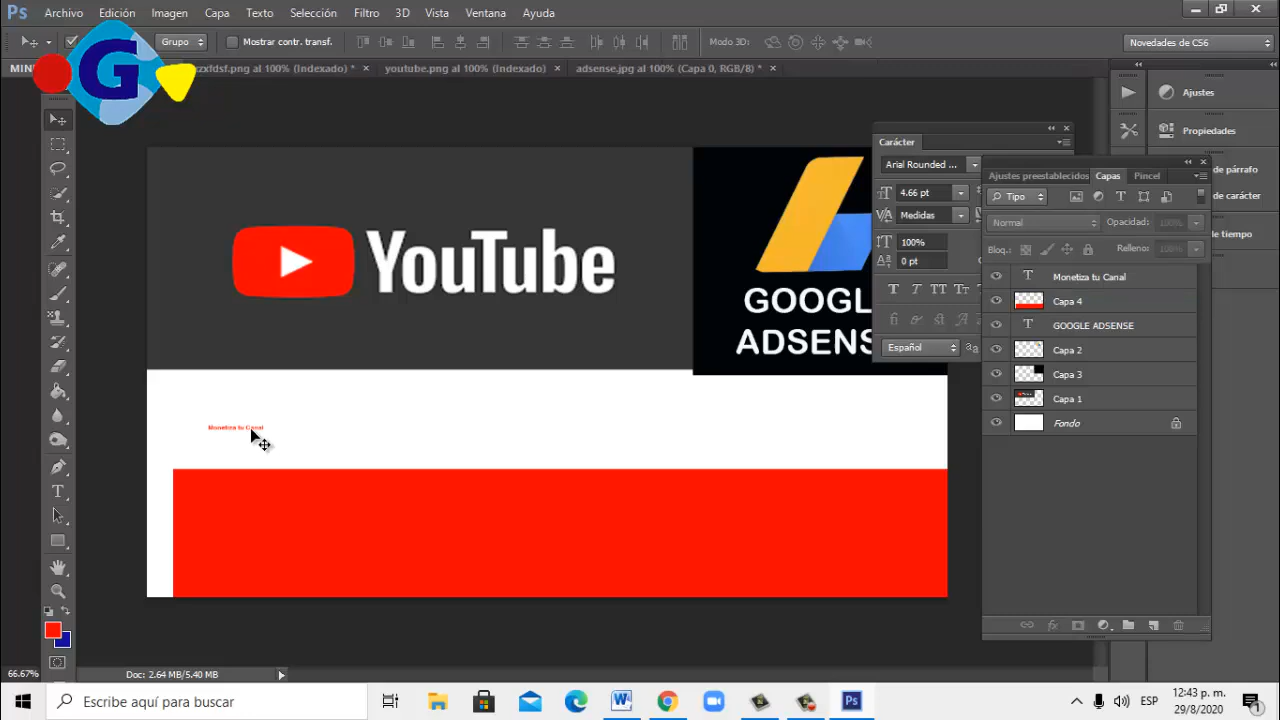 Ps Archivo Edición Imagen Capa Texto Selección Filtro 3D Vista Ventana Ayuda
Grupo Mostrar contr. transf. Modo 3D: Novedades de CS6
zxfdsf.png al 100% (Indexado) * × youtube.png al 100% (Indexado) × adsense.jpg al 100% (Capa 0, RGB/8) * ×
G
Ajustes
Propiedades
de párrafo
de carácter
de tiempo
Carácter
Arial Rounded ...
4.66 pt
Medidas
100%
0 pt
Español
Ajustes preestablecidos Capas Pincel
Tipo
Normal Opacidad: 100%
Bloq.: Relleno: 100%
Monetiza tu Canal
Capa 4
GOOGLE ADSENSE
Capa 2
Capa 3
Capa 1
Fondo
YouTube
GOOGL
ADSENS
Monetiza tu Canal
66.67% Doc: 2.64 MB/5.40 MB
Escribe aquí para buscar
ESP
12:43 p. m.
29/8/2020